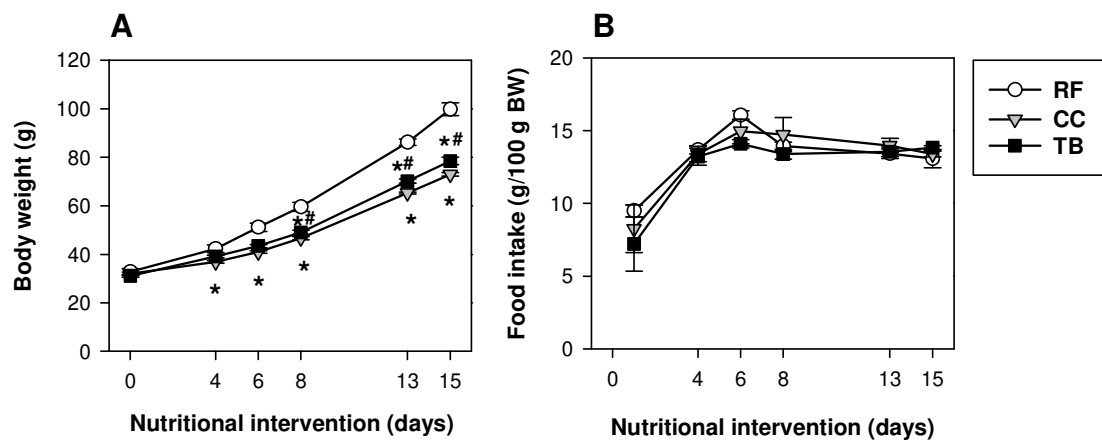 A
Body weight (g)
120
100
80
60
40
20
0
*#
*#
*#
*
*
*
*
*
0 4 6 8 13 15
Nutritional intervention (days)
B
Food intake (g/100 g BW)
20
15
10
5
0
0 4 6 8 13 15
Nutritional intervention (days)
RF
CC
TB